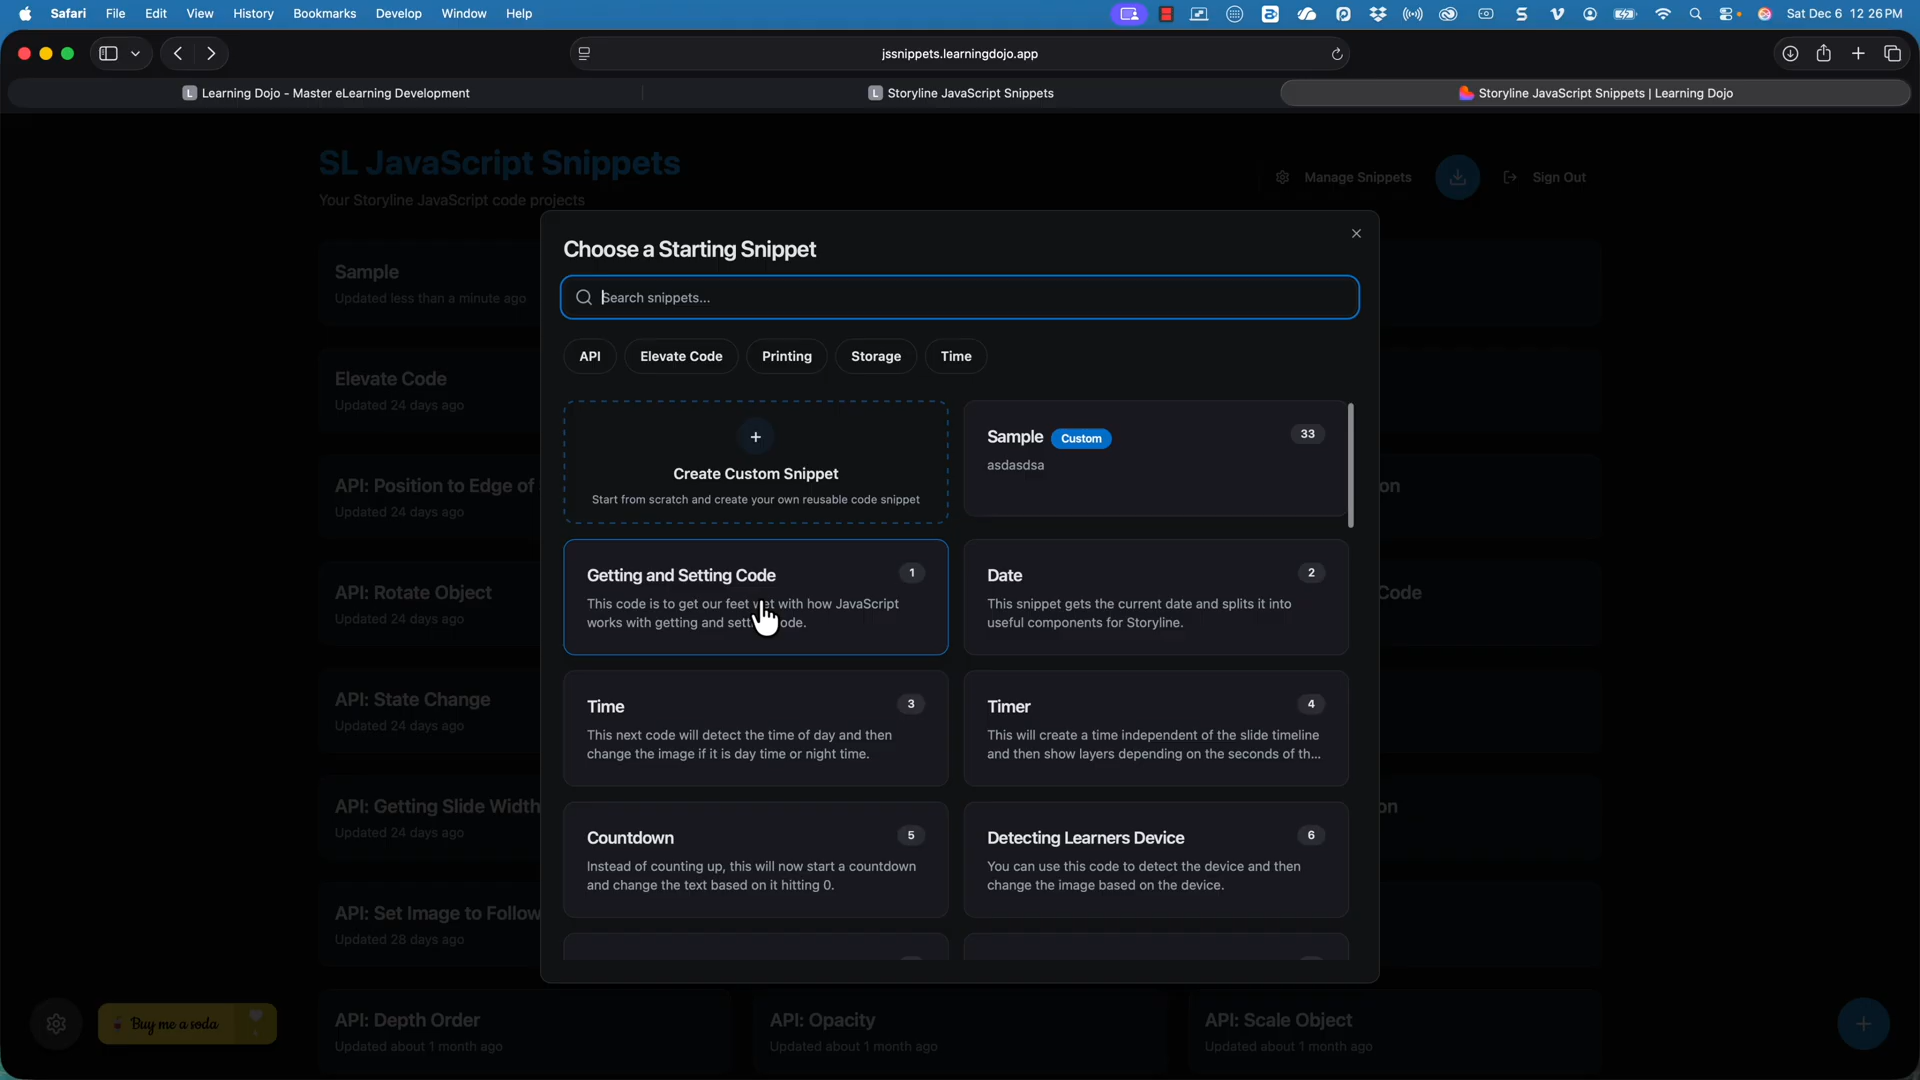 Safari File Edit View History Bookmarks Develop Window Help
Sat Dec 6 12 26 PM
jssnippets.learningdojo.app
L Learning Dojo - Master eLearning Development
L Storyline JavaScript Snippets
Storyline JavaScript Snippets | Learning Dojo
SL JavaScript Snippets
Your Storyline JavaScript code projects
Manage Snippets
Sign Out
Choose a Starting Snippet
Search snippets...
API Elevate Code Printing Storage Time
+
Create Custom Snippet
Start from scratch and create your own reusable code snippet
Sample Custom 33
asdasdsa
Getting and Setting Code 1
This code is to get our feet wet with how JavaScript
works with getting and setting code.
Date 2
This snippet gets the current date and splits it into
useful components for Storyline.
Time 3
This next code will detect the time of day and then
change the image if it is day time or night time.
Timer 4
This will create a time independent of the slide timeline
and then show layers depending on the seconds of th...
Countdown 5
Instead of counting up, this will now start a countdown
and change the text based on it hitting 0.
Detecting Learners Device 6
You can use this code to detect the device and then
change the image based on the device.
Sample
Updated less than a minute ago
Elevate Code
Updated 24 days ago
API: Position to Edge of
Updated 24 days ago
on
API: Rotate Object
Updated 24 days ago
Code
API: State Change
Updated 24 days ago
API: Getting Slide Width
Updated 24 days ago
on
API: Set Image to Follow
Updated 28 days ago
Buy me a soda
API: Depth Order
Updated about 1 month ago
API: Opacity
Updated about 1 month ago
API: Scale Object
Updated about 1 month ago
+